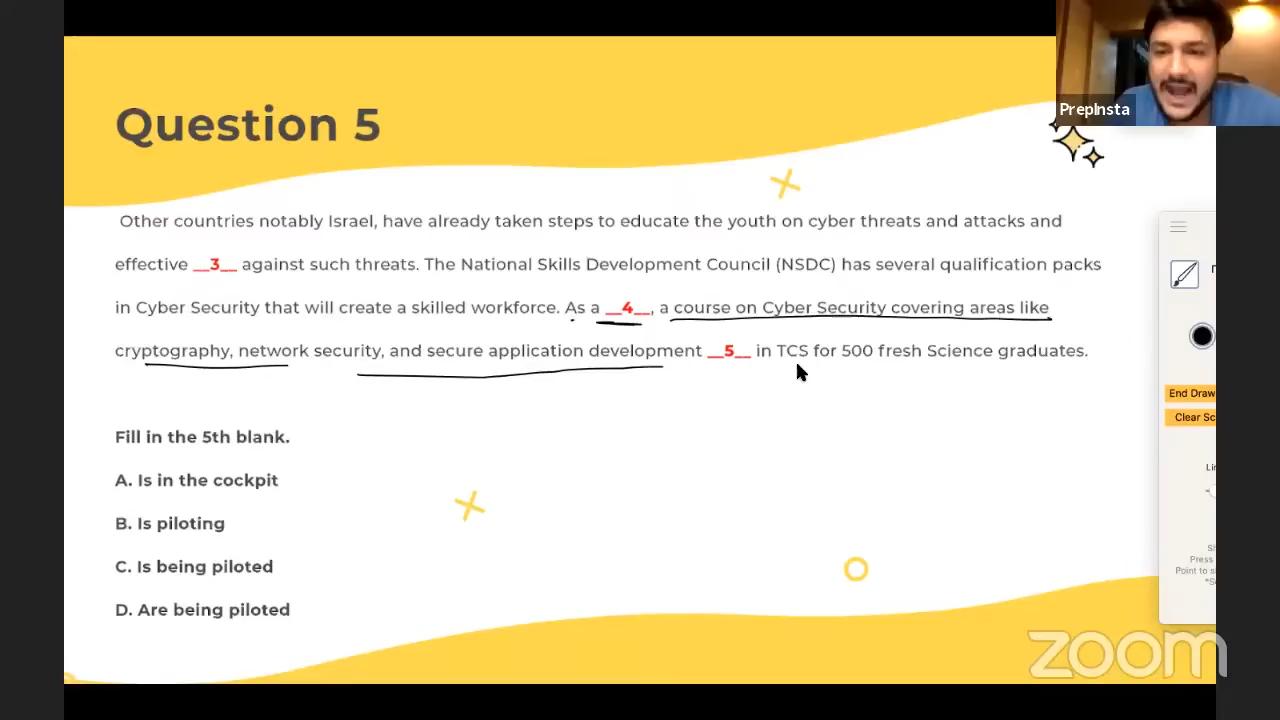 PrepInsta
Question 5
Other countries notably Israel, have already taken steps to educate the youth on cyber threats and attacks and
effective __3__ against such threats. The National Skills Development Council (NSDC) has several qualification packs
in Cyber Security that will create a skilled workforce. As a __4__, a course on Cyber Security covering areas like
cryptography, network security, and secure application development __5__ in TCS for 500 fresh Science graduates.
Fill in the 5th blank.
A. Is in the cockpit
B. Is piloting
C. Is being piloted
D. Are being piloted
End Draw
Clear Sc
Press
Point to
zoom